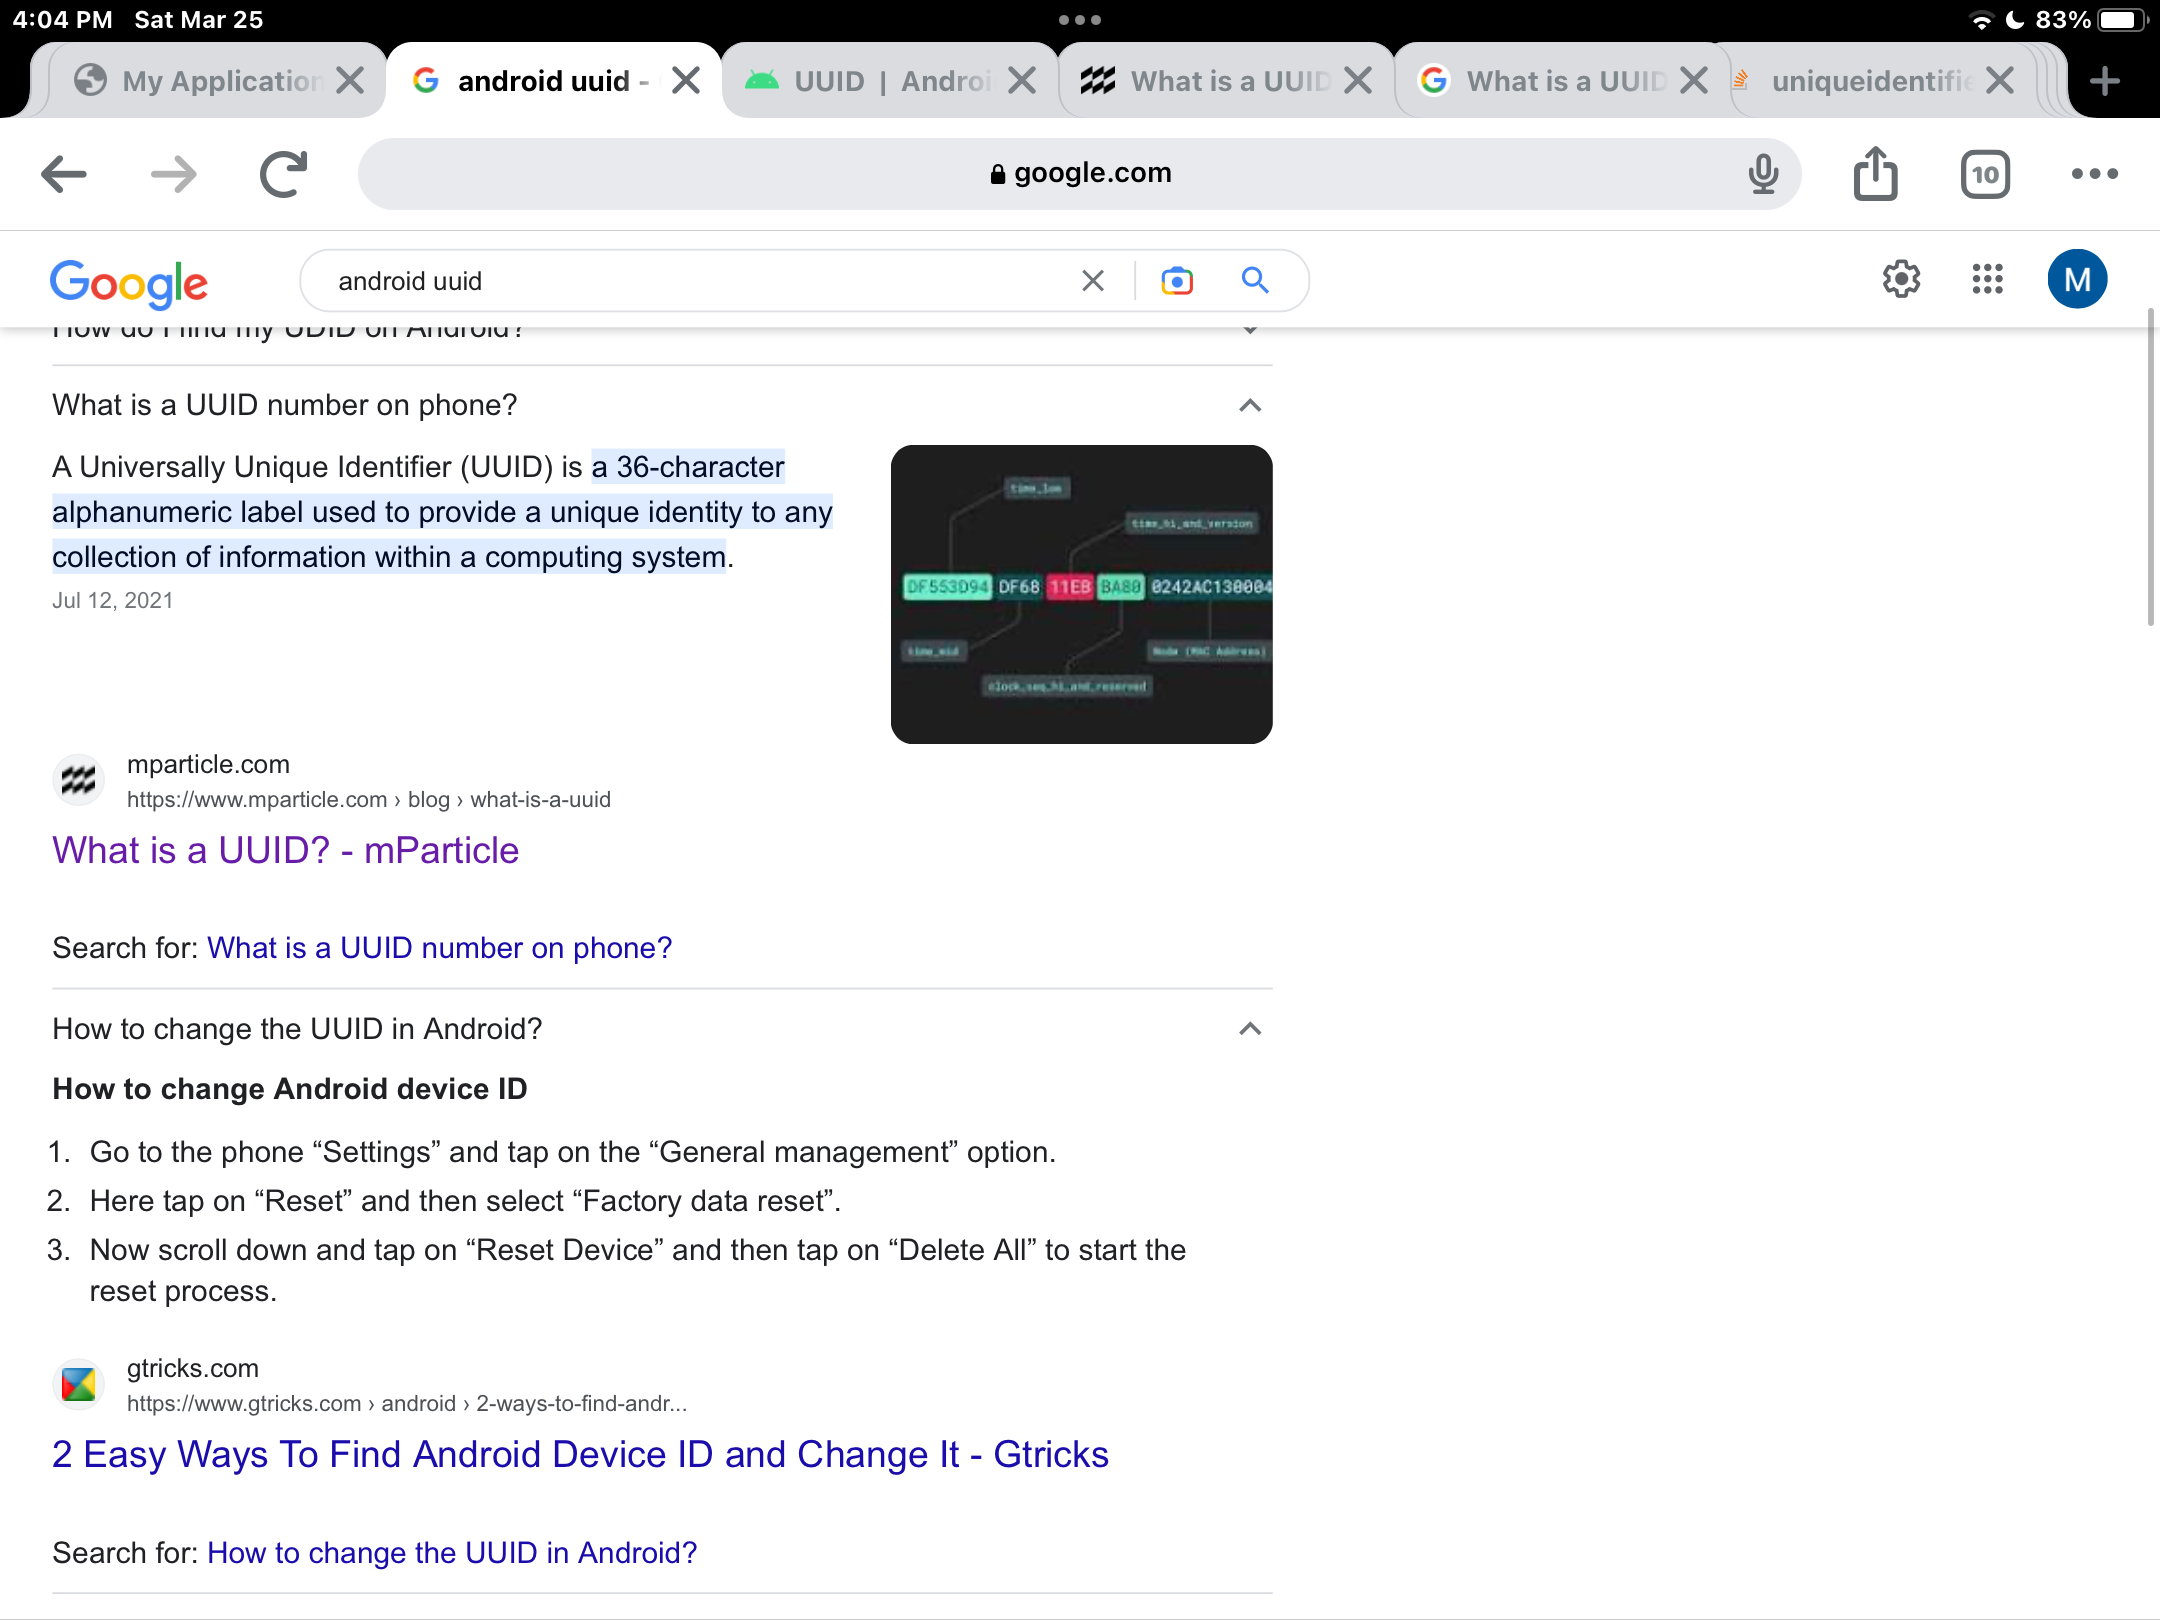 4:04 PM Sat Mar 25
83%
My Application
android uuid -
UUID | Androi
What is a UUID
What is a UUID
uniqueidentifie
google.com
10
Google
android uuid
M
How do I find my UDID on Android?
What is a UUID number on phone?
A Universally Unique Identifier (UUID) is a 36-character
alphanumeric label used to provide a unique identity to any
collection of information within a computing system.
Jul 12, 2021
time_low
time_hi_and_version
DF553D94 DF68 11EB BA80 0242AC130004
time_mid
Node (MAC Address)
clock_seq_hi_and_reserved
mparticle.com
https://www.mparticle.com › blog › what-is-a-uuid
What is a UUID? - mParticle
Search for: What is a UUID number on phone?
How to change the UUID in Android?
How to change Android device ID
1. Go to the phone “Settings” and tap on the “General management” option.
2. Here tap on “Reset” and then select “Factory data reset”.
3. Now scroll down and tap on “Reset Device” and then tap on “Delete All” to start the
reset process.
gtricks.com
https://www.gtricks.com › android › 2-ways-to-find-andr...
2 Easy Ways To Find Android Device ID and Change It - Gtricks
Search for: How to change the UUID in Android?